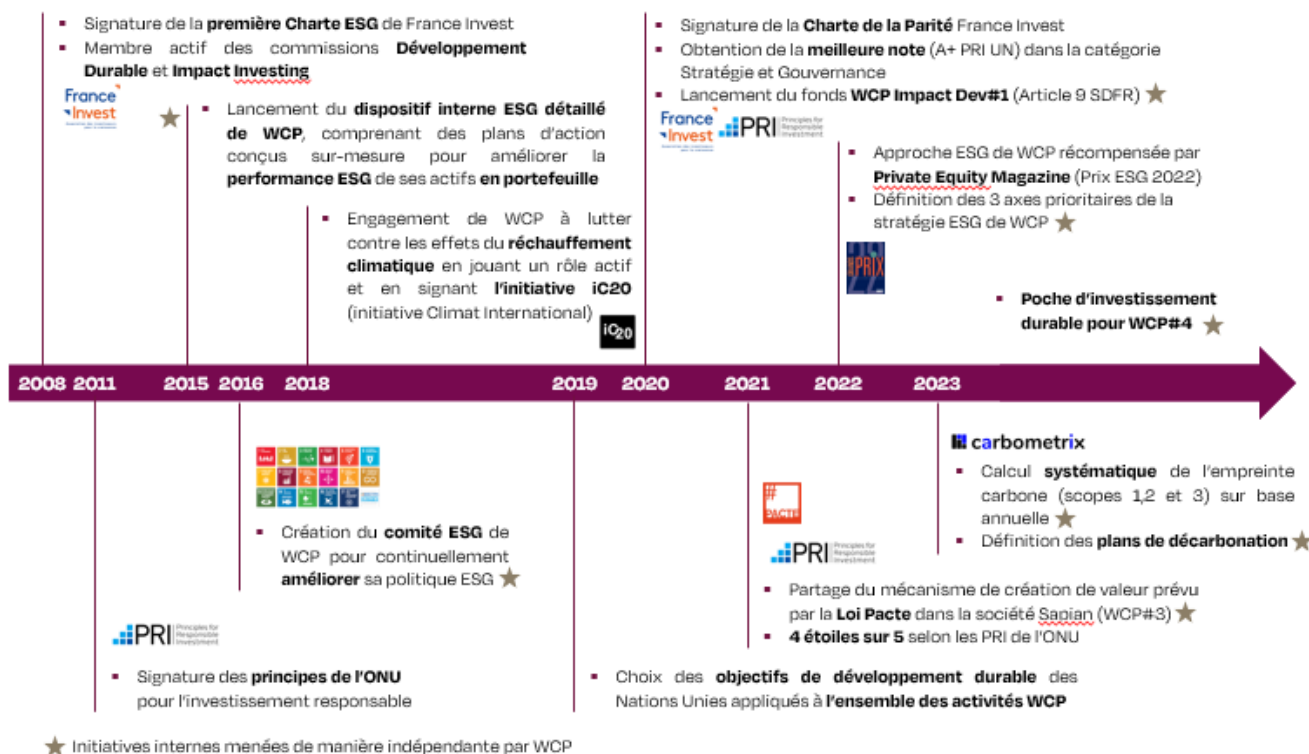 Signature de la première Charte ESG de France Invest
Membre actif des commissions Développement
Durable et Impact Investing
France
Invest
Lancement du dispositif interne ESG détaillé
de WCP, comprenant des plans d'action
conçus sur-mesure pour améliorer la
performance ESG de ses actifs en portefeuille
Engagement de WCP à lutter
contre les effets du réchauffement
climatique en jouant un rôle actif
et en signant l'initiative iC20
(initiative Climat International)
iC20
Signature de la Charte de la Parité France Invest
Obtention de la meilleure note (A+ PRI UN) dans la catégorie
Stratégie et Gouvernance
Lancement du fonds WCP Impact Dev#1 (Article 9 SDFR)
France
Invest
PRI Principles for
Responsible
Investment
Approche ESG de WCP récompensée par
Private Equity Magazine (Prix ESG 2022)
Définition des 3 axes prioritaires de la
stratégie ESG de WCP
PRIX
Poche d'investissement
durable pour WCP#4
2008 2011 2015 2016 2018 2019 2020 2021 2022 2023
Création du comité ESG de
WCP pour continuellement
améliorer sa politique ESG
PRI Principles for
Responsible
Investment
Signature des principes de l'ONU
pour l'investissement responsable
Choix des objectifs de développement durable des
Nations Unies appliqués à l'ensemble des activités WCP
#
PACTE
PRI Principles for
Responsible
Investment
Partage du mécanisme de création de valeur prévu
par la Loi Pacte dans la société Sapian (WCP#3)
4 étoiles sur 5 selon les PRI de l'ONU
carbometrix
Calcul systématique de l'empreinte
carbone (scopes 1,2 et 3) sur base
annuelle
Définition des plans de décarbonation
Initiatives internes menées de manière indépendante par WCP